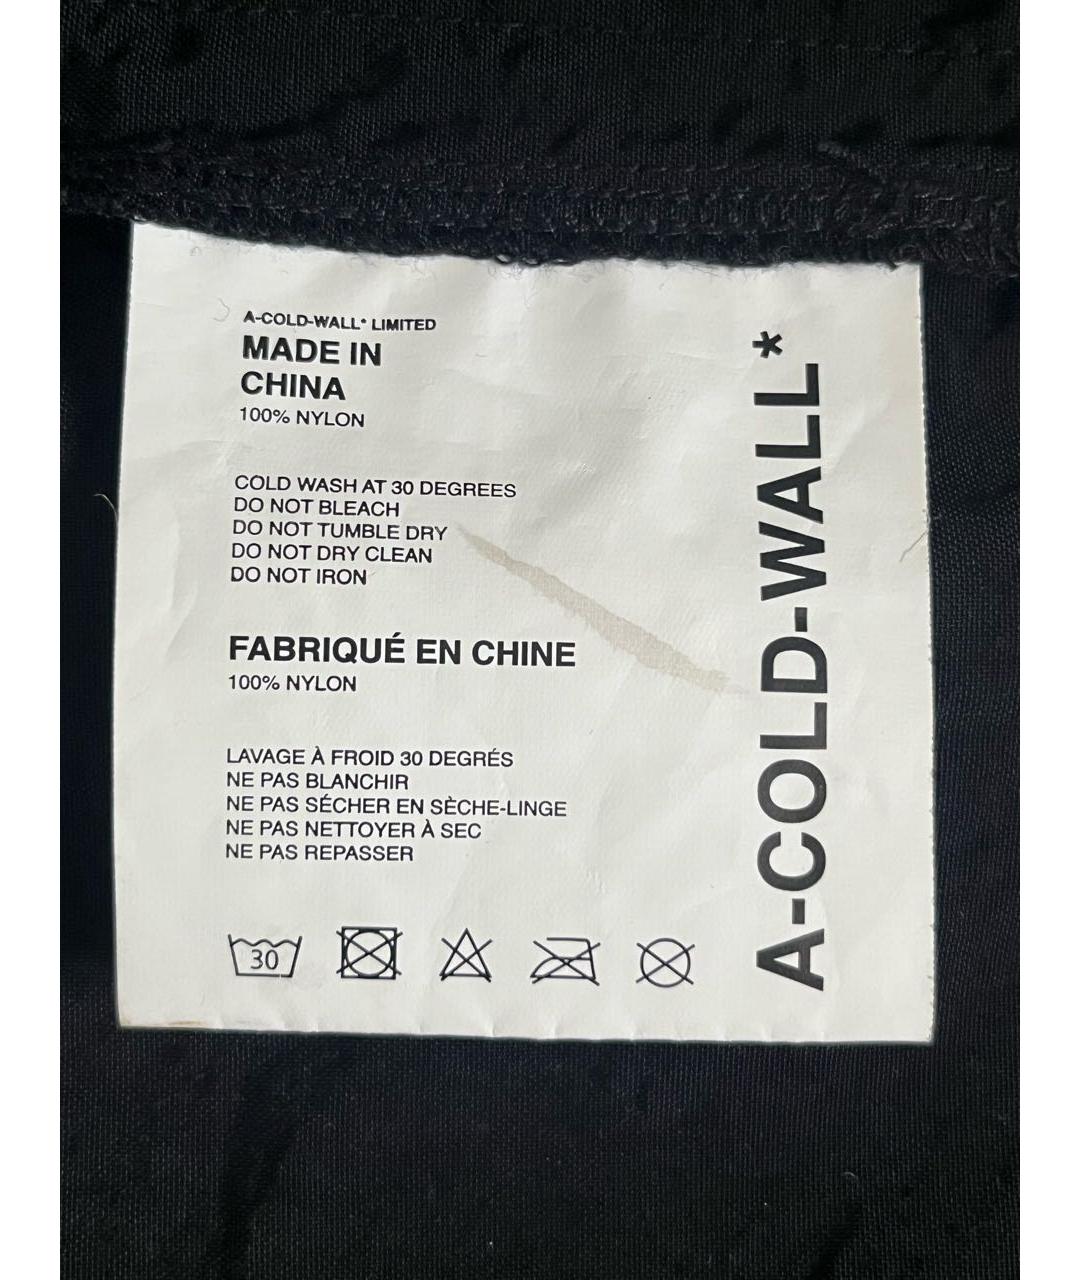 A-COLD-WALL* LIMITED
MADE IN
CHINA
100% NYLON
COLD WASH AT 30 DEGREES
DO NOT BLEACH
DO NOT TUMBLE DRY
DO NOT DRY CLEAN
DO NOT IRON
FABRIQUÉ EN CHINE
100% NYLON
LAVAGE À FROID 30 DEGRÉS
NE PAS BLANCHIR
NE PAS SÉCHER EN SÈCHE-LINGE
NE PAS NETTOYER À SEC
NE PAS REPASSER
30
A-COLD-WALL*